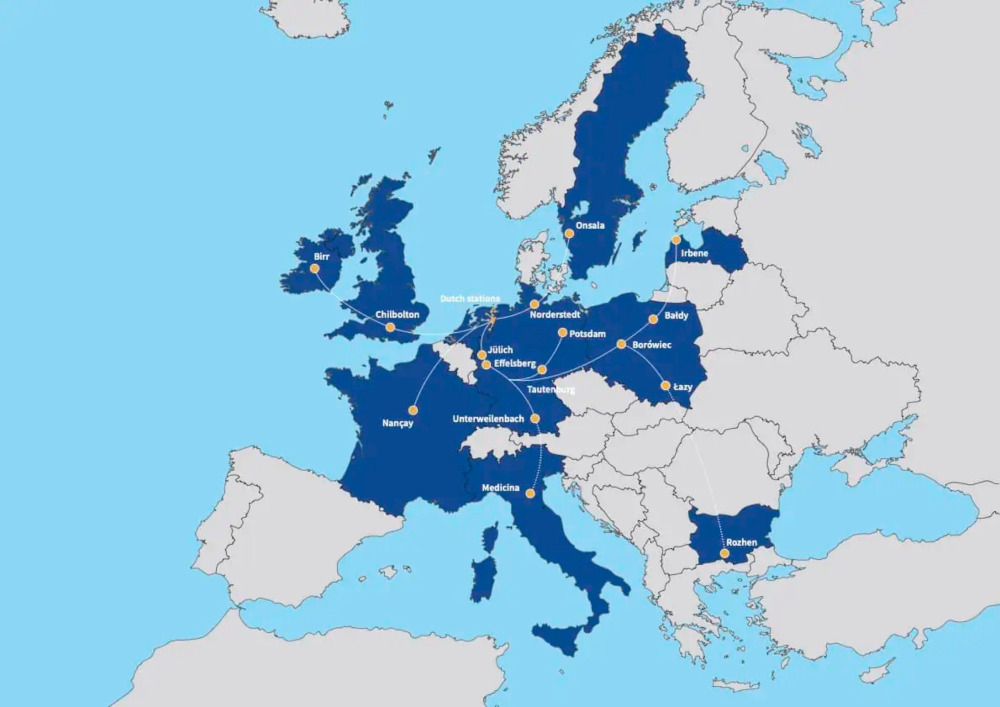 Onsala
Irbene
Birr
Dutch stations
Chilbolton
Norderstedt
Bałdy
Potsdam
Borówiec
Jülich
Effelsberg
Tautenburg
Łazy
Nançay
Unterweilenbach
Medicina
Rozhen